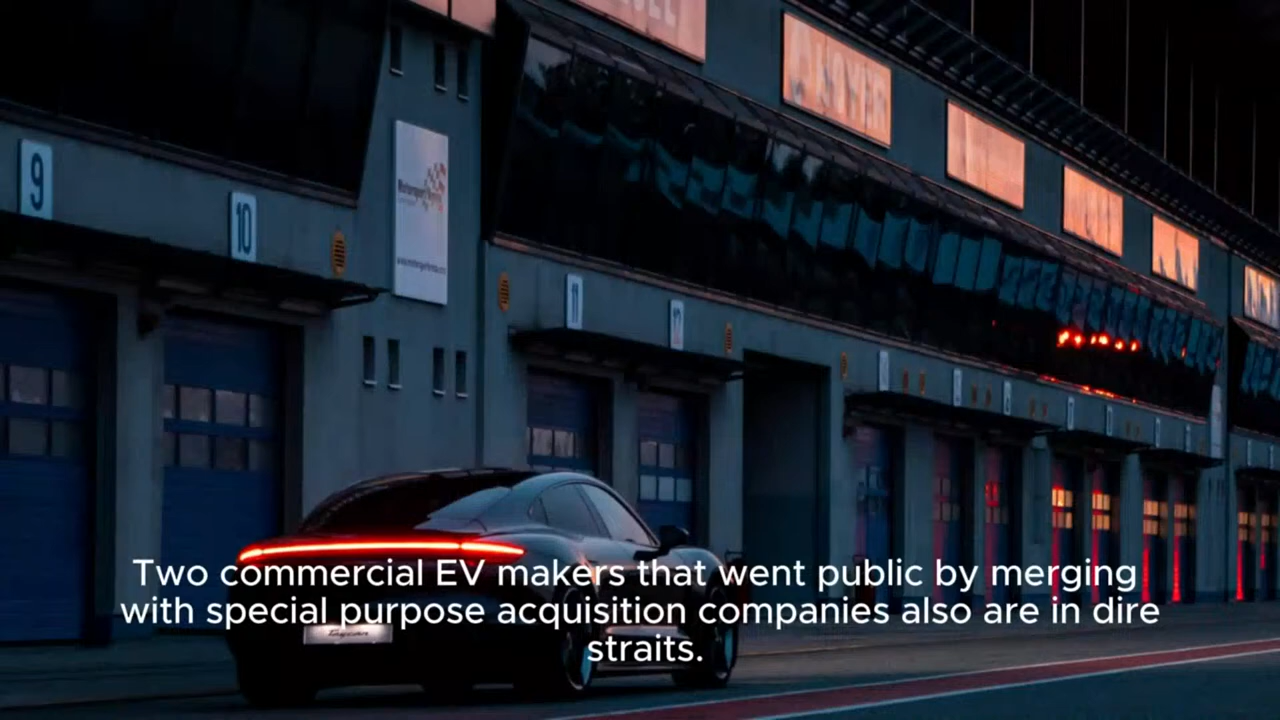 9
10
11
12
Taycan
Two commercial EV makers that went public by merging
with special purpose acquisition companies also are in dire
straits.